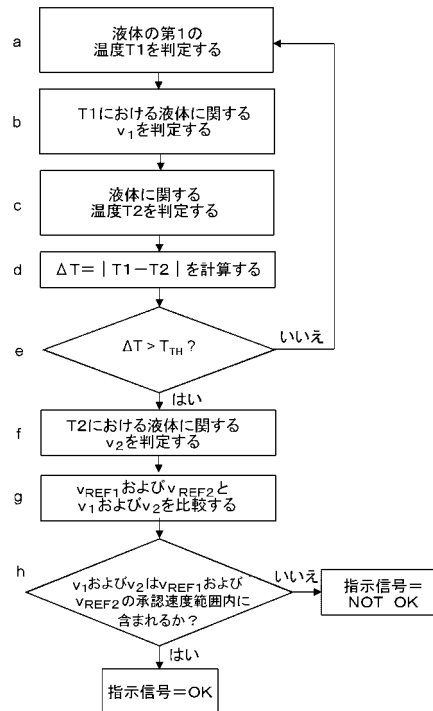 a
液体の第1の
温度T1を判定する
b
T1における液体に関する
v₁を判定する
c
液体に関する
温度T2を判定する
d
ΔT=|T1−T2|を計算する
e
ΔT>T_TH?
いいえ
はい
f
T2における液体に関する
v₂を判定する
g
v_REF1およびv_REF2と
v₁およびv₂を比較する
h
v₁およびv₂はv_REF1および
v_REF2の承認速度範囲内に
含まれるか?
いいえ
指示信号=
NOT OK
はい
指示信号=OK